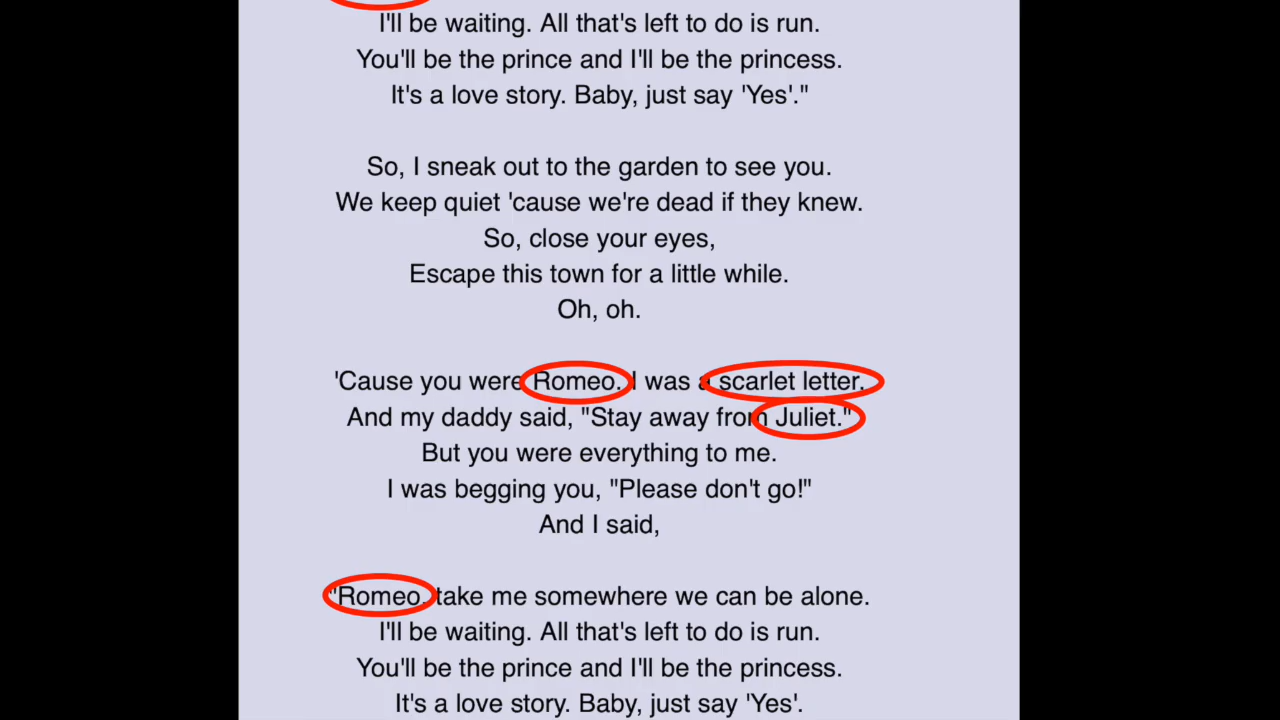 I'll be waiting. All that's left to do is run.
You'll be the prince and I'll be the princess.
It's a love story. Baby, just say 'Yes'."
So, I sneak out to the garden to see you.
We keep quiet 'cause we're dead if they knew.
So, close your eyes,
Escape this town for a little while.
Oh, oh.
'Cause you were Romeo. I was a scarlet letter.
And my daddy said, "Stay away from Juliet."
But you were everything to me.
I was begging you, "Please don't go!"
And I said,
"Romeo, take me somewhere we can be alone.
I'll be waiting. All that's left to do is run.
You'll be the prince and I'll be the princess.
It's a love story. Baby, just say 'Yes'.